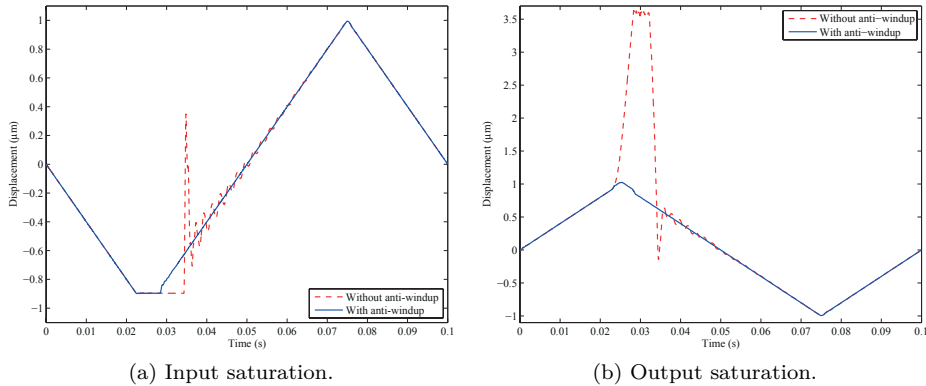 1
0.8
0.6
0.4
0.2
0
−0.2
−0.4
−0.6
−0.8
−1
Displacement (μm)
0 0.01 0.02 0.03 0.04 0.05 0.06 0.07 0.08 0.09 0.1
Time (s)
Without anti-windup
With anti-windup
(a) Input saturation.
3.5
3
2.5
2
1.5
1
0.5
0
−0.5
−1
Displacement (μm)
0 0.01 0.02 0.03 0.04 0.05 0.06 0.07 0.08 0.09 0.1
Time (s)
Without anti−windup
With anti−windup
(b) Output saturation.